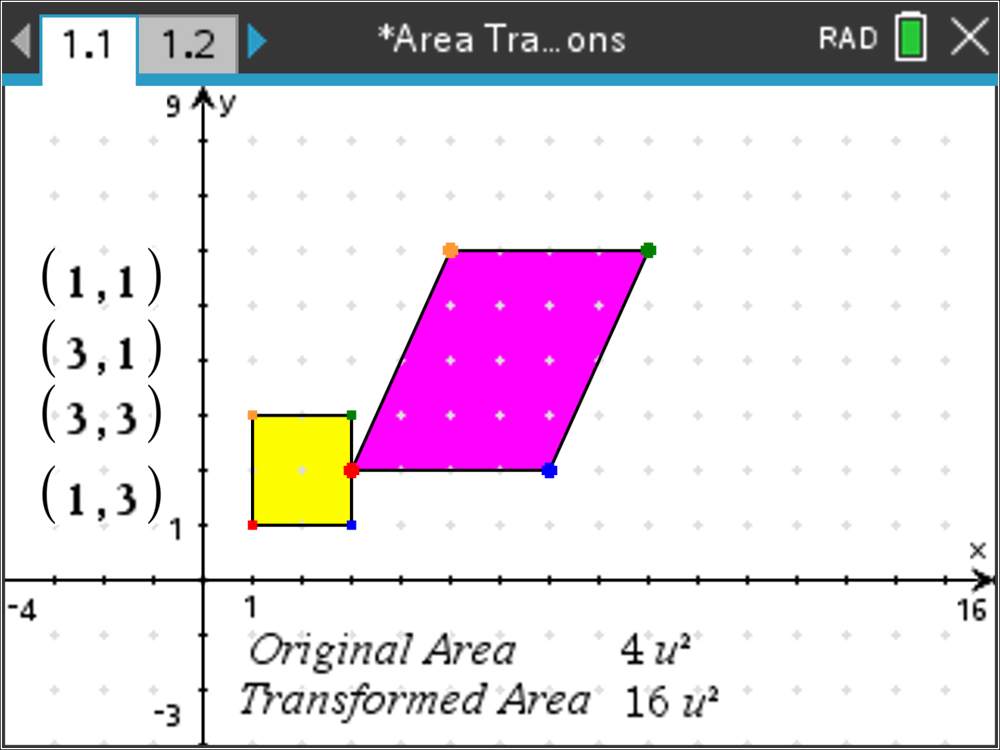 1.1 1.2 *Area Tra...ons RAD
9 y
(1,1)
(3,1)
(3,3)
(1,3)
1
x
-4 1 16
Original Area 4 u²
Transformed Area 16 u²
-3